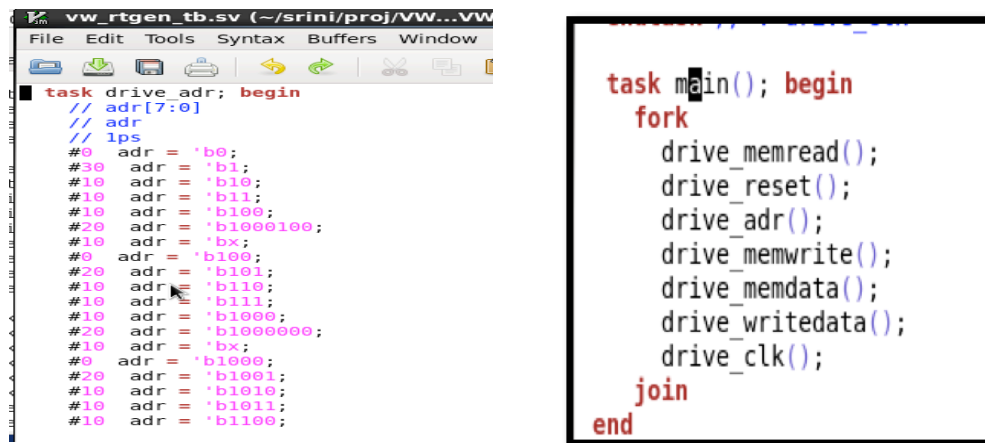 vw_rtgen_tb.sv (~/srini/proj/VW...VW
File Edit Tools Syntax Buffers Window
task drive_adr; begin
// adr[7:0]
// adr
// 1ps
#0 adr = 'b0;
#30 adr = 'b1;
#10 adr = 'b10;
#10 adr = 'b11;
#10 adr = 'b100;
#20 adr = 'b1000100;
#10 adr = 'bx;
#0 adr = 'b100;
#20 adr = 'b101;
#10 adr = 'b110;
#10 adr = 'b111;
#10 adr = 'b1000;
#20 adr = 'b1000000;
#10 adr = 'bx;
#0 adr = 'b1000;
#20 adr = 'b1001;
#10 adr = 'b1010;
#10 adr = 'b1011;
#10 adr = 'b1100;
task main(); begin
fork
drive_memread();
drive_reset();
drive_adr();
drive_memwrite();
drive_memdata();
drive_writedata();
drive_clk();
join
end